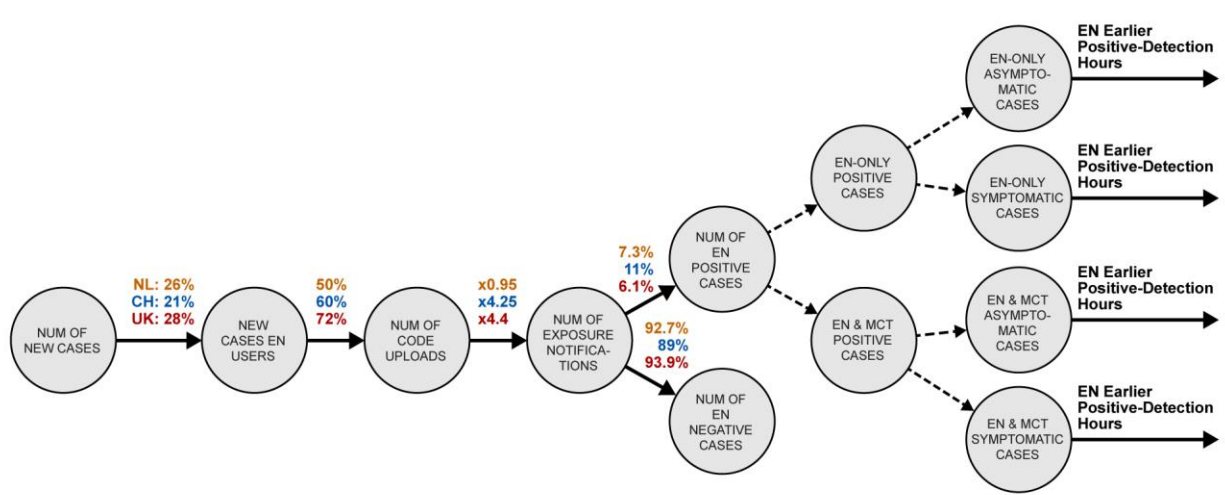 NUM OF
NEW CASES
NL: 26%
CH: 21%
UK: 28%
NEW
CASES EN
USERS
50%
60%
72%
NUM OF
CODE
UPLOADS
x0.95
x4.25
x4.4
NUM OF
EXPOSURE
NOTIFICA-
TIONS
7.3%
11%
6.1%
92.7%
89%
93.9%
NUM OF
EN
POSITIVE
CASES
NUM OF
EN
NEGATIVE
CASES
EN-ONLY
POSITIVE
CASES
EN & MCT
POSITIVE
CASES
EN-ONLY
ASYMPTO-
MATIC
CASES
EN Earlier
Positive-Detection
Hours
EN-ONLY
SYMPTOMATIC
CASES
EN Earlier
Positive-Detection
Hours
EN & MCT
ASYMPTO-
MATIC
CASES
EN Earlier
Positive-Detection
Hours
EN & MCT
SYMPTOMATIC
CASES
EN Earlier
Positive-Detection
Hours